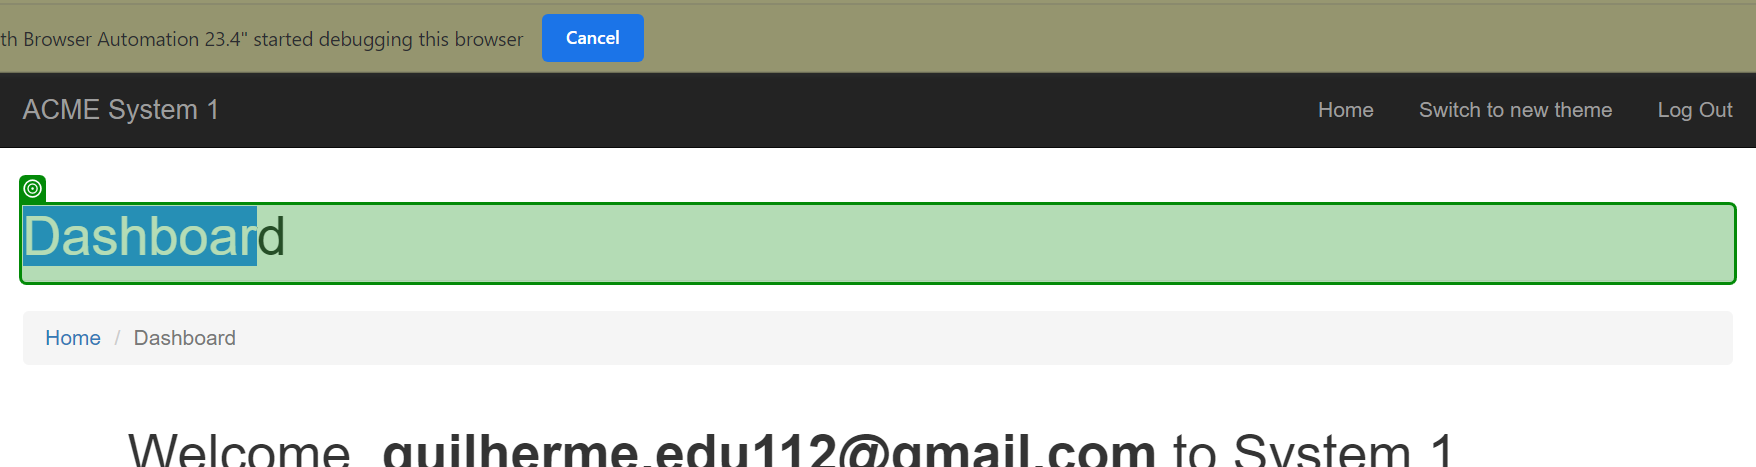 th Browser Automation 23.4" started debugging this browser Cancel
ACME System 1 Home Switch to new theme Log Out
Dashboard
Home / Dashboard
Welcome guilherme.edu112@gmail.com to System 1